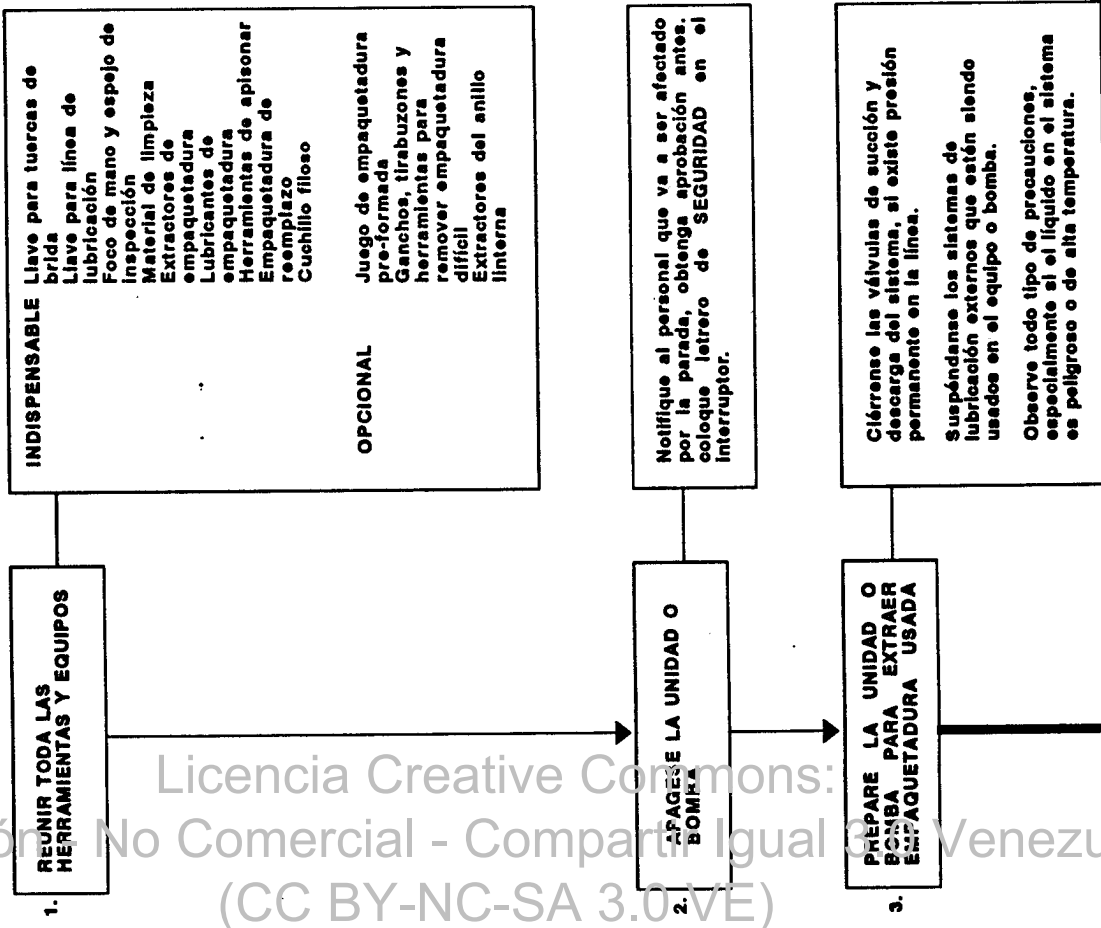 1.
REUNIR TODA LAS
HERRAMIENTAS Y EQUIPOS
INDISPENSABLE
Llave para tuercas de
brida
Llave para línea de
lubricación
Foco de mano y espejo de
inspección
Material de limpieza
Extractores de
empaquetadura
Lubricantes de
empaquetadura
Herramientas de apisonar
Empaquetadura de
reemplazo
Cuchillo filoso
OPCIONAL
Juego de empaquetadura
pre-formada
Ganchos, tirabuzones y
herramientas para
remover empaquetadura
difícil
Extractores del anillo
linterna
2.
APAGESE LA UNIDAD O
BOMBA
Notifique al personal que va a ser afectado
por la parada, obtenga aprobación antes.
coloque letrero de SEGURIDAD en el
interruptor.
3.
PREPARE LA UNIDAD O
BOMBA PARA EXTRAER
EMPAQUETADURA USADA
Ciérrense las válvulas de succión y
descarga del sistema, si existe presión
permanente en la línea.
Suspéndanse los sistemas de
lubricación externos que estén siendo
usados en el equipo o bomba.
Observe todo tipo de precauciones,
especialmente si el líquido en el sistema
es peligroso o de alta temperatura.
Licencia Creative Commons:
ón - No Comercial - Compartir Igual 3.0 Venezu
(CC BY-NC-SA 3.0 VE)